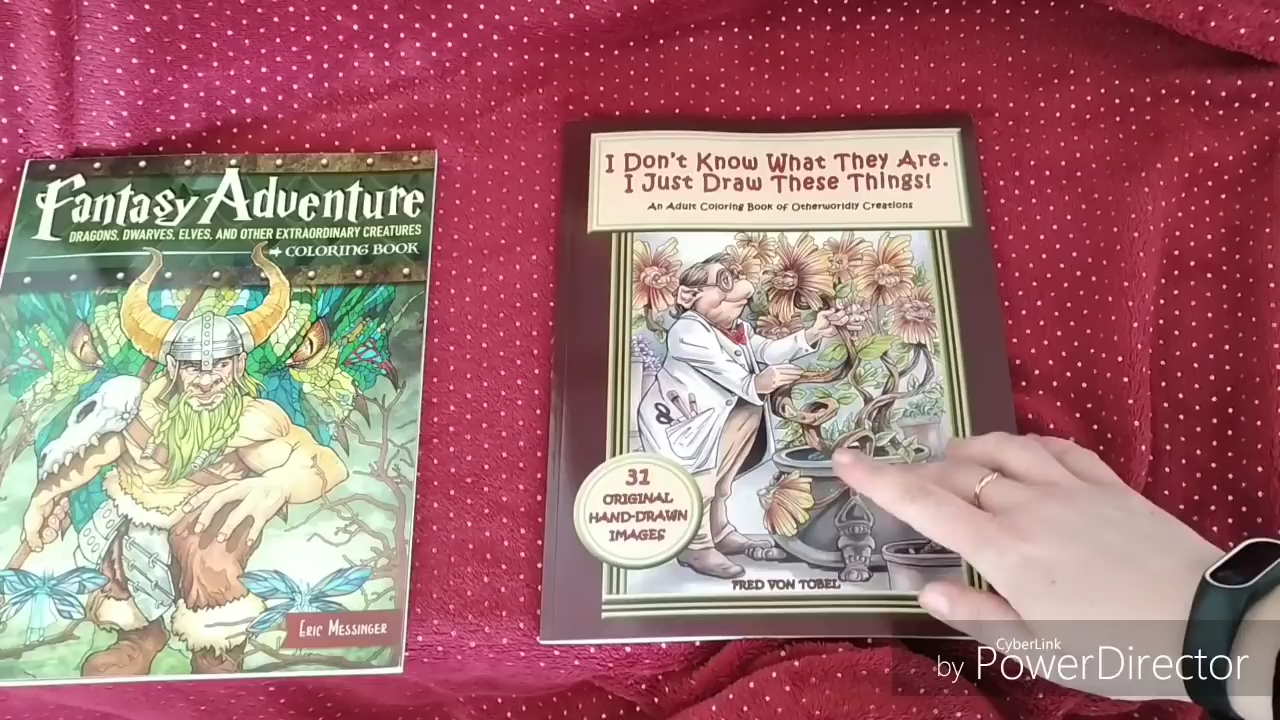 Fantasy Adventure
DRAGONS, DWARVES, ELVES, AND OTHER EXTRAORDINARY CREATURES
COLORING BOOK
ERIC MESSINGER
I Don't Know What They Are.
I Just Draw These Things!
An Adult Coloring Book of Otherworldly Creations
31
ORIGINAL
HAND-DRAWN
IMAGES
FRED VON TOBEL
CyberLink
by PowerDirector